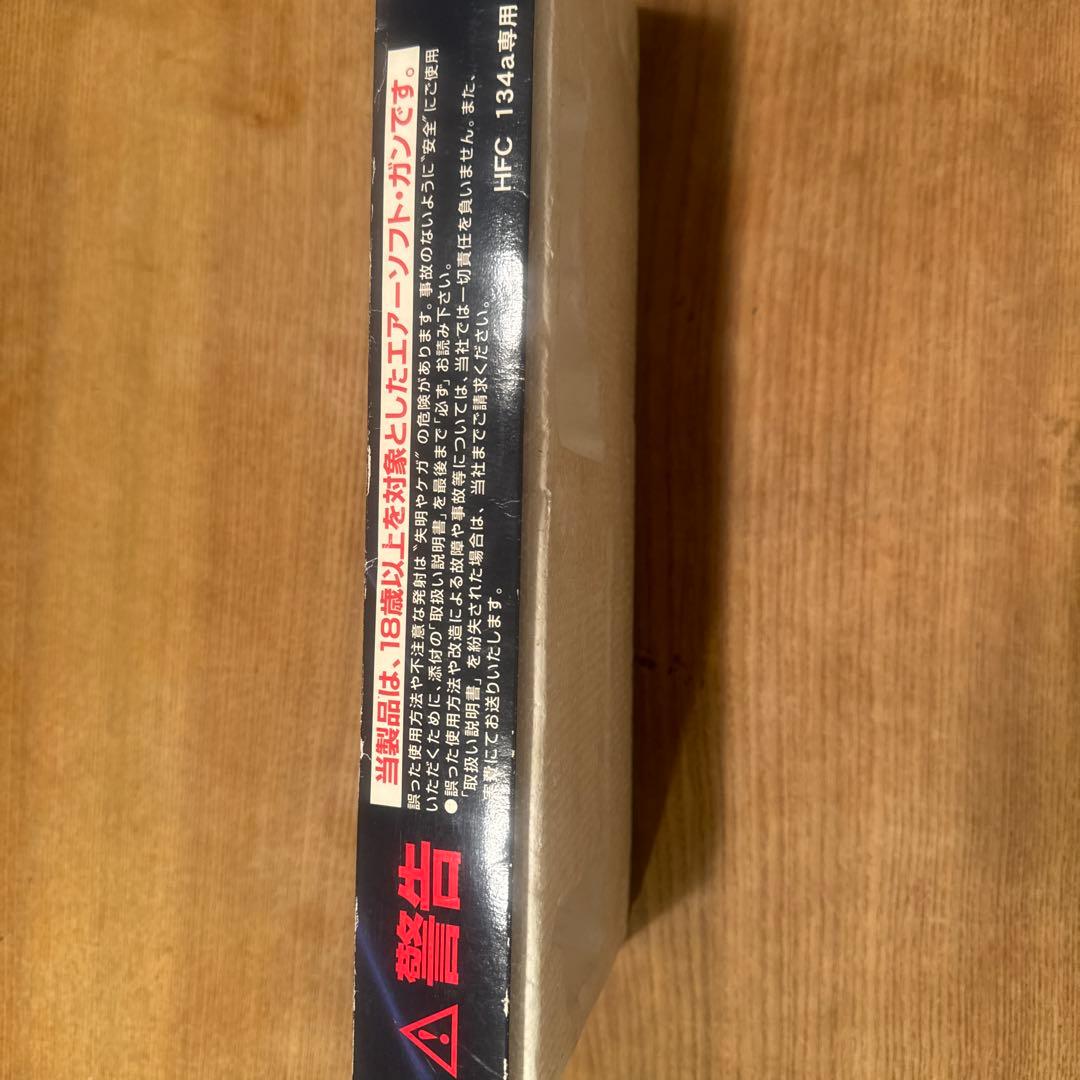 ⚠警告
当製品は、18歳以上を対象としたエアーソフト・ガンです。
誤った使用方法や不注意な発射は〝失明やケガ〟の危険があります。事故のないように〝安全〟にご使用
いただくために、添付の「取扱い説明書」を最後まで「必ず」お読み下さい。
●誤った使用方法や改造による故障や事故等については、当社では一切責任を負いません。また、
「取扱い説明書」を紛失された場合は、当社までご請求ください。
実費にてお送りいたします。
HFC 134a専用